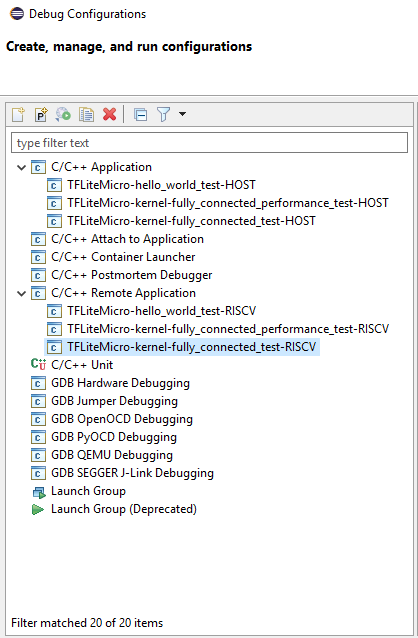 Debug Configurations
Create, manage, and run configurations
type filter text
C/C++ Application
TFLiteMicro-hello_world_test-HOST
TFLiteMicro-kernel-fully_connected_performance_test-HOST
TFLiteMicro-kernel-fully_connected_test-HOST
C/C++ Attach to Application
C/C++ Container Launcher
C/C++ Postmortem Debugger
C/C++ Remote Application
TFLiteMicro-hello_world_test-RISCV
TFLiteMicro-kernel-fully_connected_performance_test-RISCV
TFLiteMicro-kernel-fully_connected_test-RISCV
C/C++ Unit
GDB Hardware Debugging
GDB Jumper Debugging
GDB OpenOCD Debugging
GDB PyOCD Debugging
GDB QEMU Debugging
GDB SEGGER J-Link Debugging
Launch Group
Launch Group (Deprecated)
Filter matched 20 of 20 items